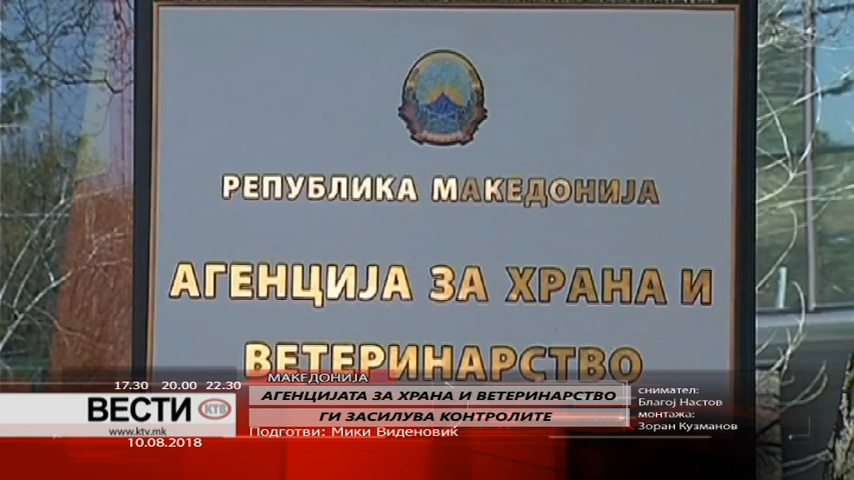 РЕПУБЛИКА МАКЕДОНИЈА
АГЕНЦИЈА ЗА ХРАНА И
ВЕТЕРИНАРСТВО
17.30 20.00 22.30
ВЕСТИ КТВ
www.ktv.mk
10.08.2018
МАКЕДОНИЈА
АГЕНЦИЈАТА ЗА ХРАНА И ВЕТЕРИНАРСТВО
ГИ ЗАСИЛУВА КОНТРОЛИТЕ
Подготви: Мики Виденовиќ
снимател:
Благој Настов
монтажа:
Зоран Кузманов